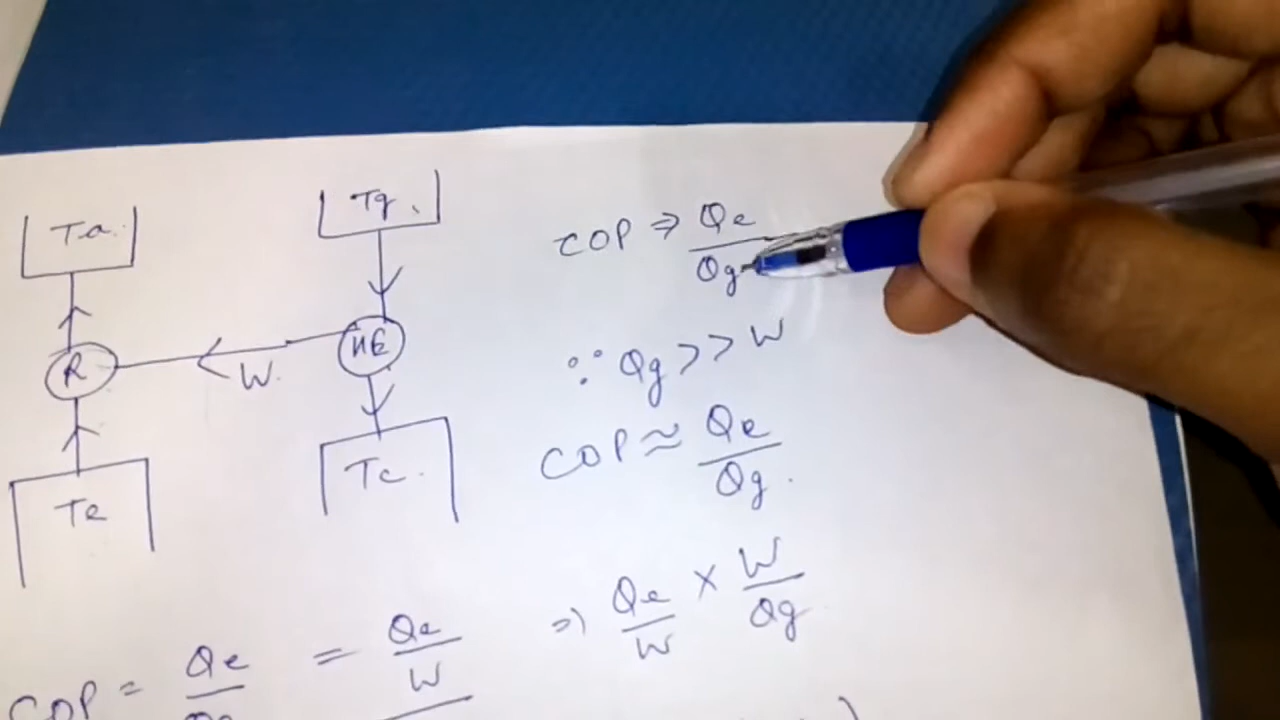 Ta.
Tg.
R
W.
HE
Te
Tc.
COP ⇒ Qe
Qg
∵ Qg >> W
COP ≈ Qe
Qg.
⇒ Qe/W × W/Qg
COP = Qe = Qe
W